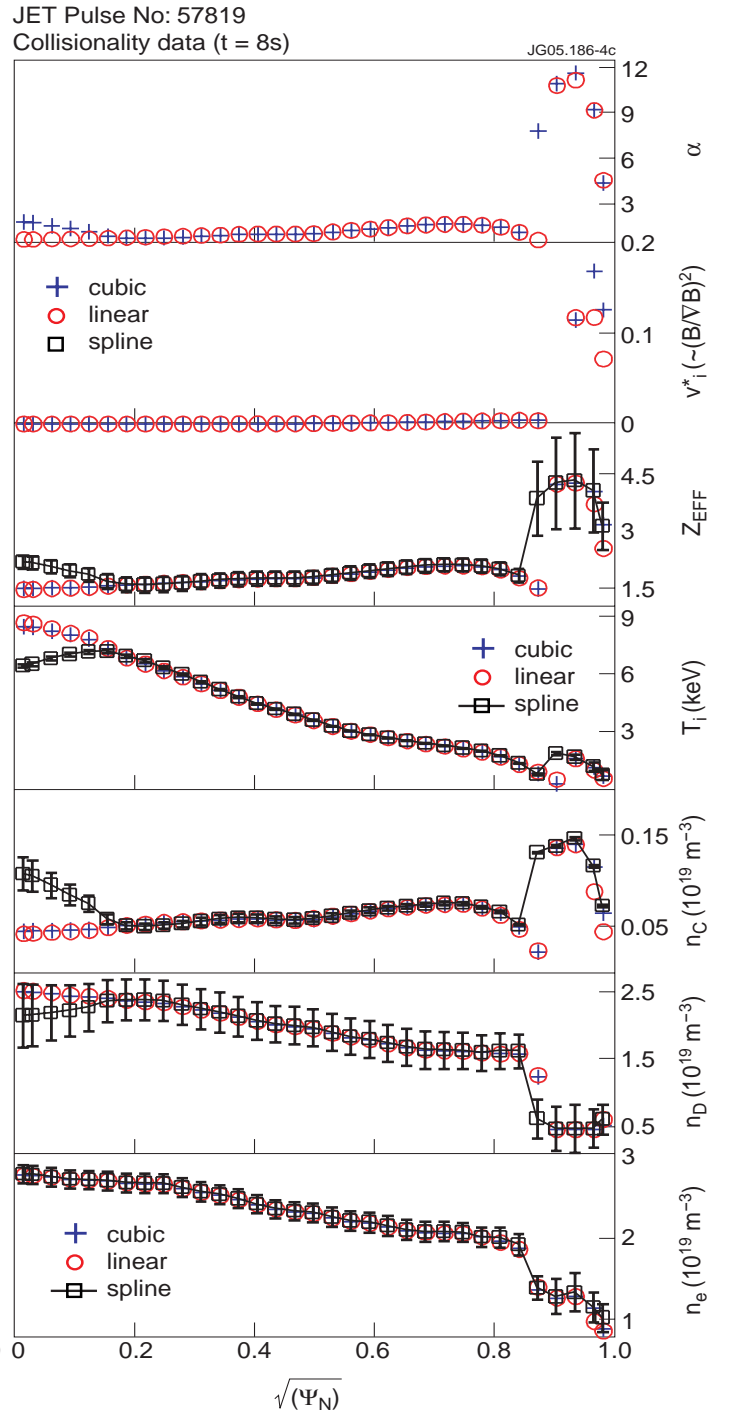 JET Pulse No: 57819
Collisionality data (t = 8s)
JG05.186-4c
12
9
6
3
α
0.2
0.1
0
ν*i (~(B/∇B)²)
cubic
linear
spline
4.5
3
1.5
ZEFF
9
6
3
Ti (keV)
cubic
linear
spline
0.15
0.05
nC (10¹⁹ m⁻³)
2.5
1.5
0.5
nD (10¹⁹ m⁻³)
3
2
1
ne (10¹⁹ m⁻³)
cubic
linear
spline
0 0.2 0.4 0.6 0.8 1.0
√(ΨN)